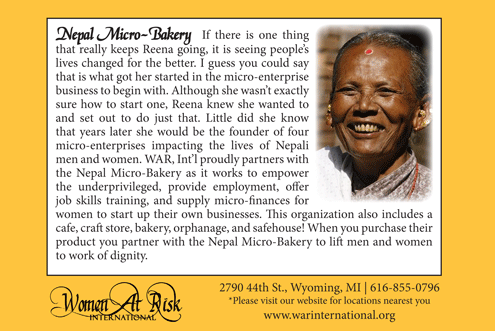 Nepal Micro-Bakery If there is one thing
that really keeps Reena going, it is seeing people's
lives changed for the better. I guess you could say
that is what got her started in the micro-enterprise
business to begin with. Although she wasn't exactly
sure how to start one, Reena knew she wanted to
and set out to do just that. Little did she know
that years later she would be the founder of four
micro-enterprises impacting the lives of Nepali
men and women. WAR, Int'l proudly partners with
the Nepal Micro-Bakery as it works to empower
the underprivileged, provide employment, offer
job skills training, and supply micro-finances for
women to start up their own businesses. This organization also includes a
cafe, craft store, bakery, orphanage, and safehouse! When you purchase their
product you partner with the Nepal Micro-Bakery to lift men and women
to work of dignity.
Women At Risk
INTERNATIONAL
2790 44th St., Wyoming, MI | 616-855-0796
*Please visit our website for locations nearest you
www.warinternational.org